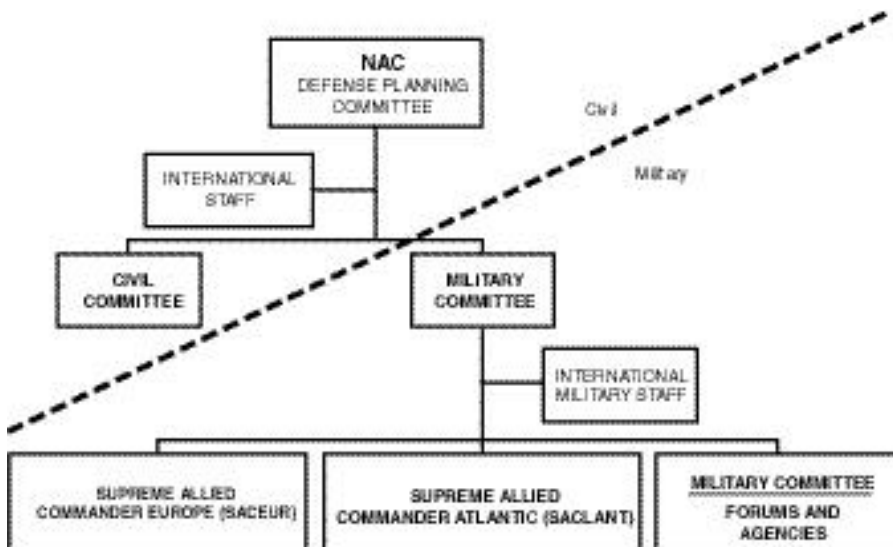 NAC
DEFENSE PLANNING
COMMITTEE
Civil
Military
INTERNATIONAL
STAFF
CIVIL
COMMITTEE
MILITARY
COMMITTEE
INTERNATIONAL
MILITARY STAFF
SUPREME ALLIED
COMMANDER EUROPE (SACEUR)
SUPREME ALLIED
COMMANDER ATLANTIC (SACLANT)
MILITARY COMMITTEE
FORUMS AND
AGENCIES